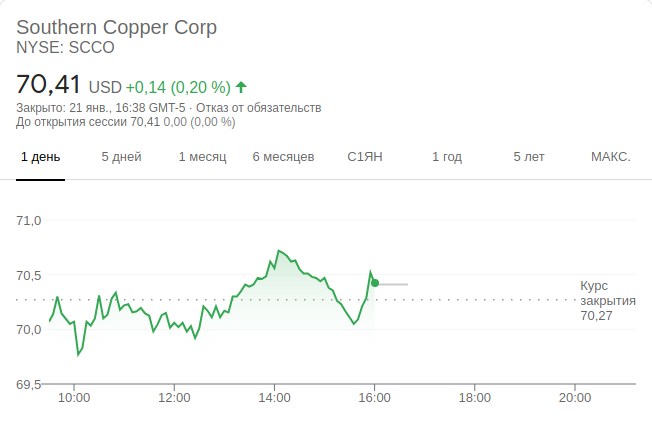 Southern Copper Corp
NYSE: SCCO
70,41 USD +0,14 (0,20 %)
Закрыто: 21 янв., 16:38 GMT-5 · Отказ от обязательств
До открытия сессии 70,41 0,00 (0,00 %)
1 день 5 дней 1 месяц 6 месяцев С1ЯН 1 год 5 лет МАКС.
71,0
70,5
Курс
закрытия
70,27
70,0
69,5
10:00 12:00 14:00 16:00 18:00 20:00